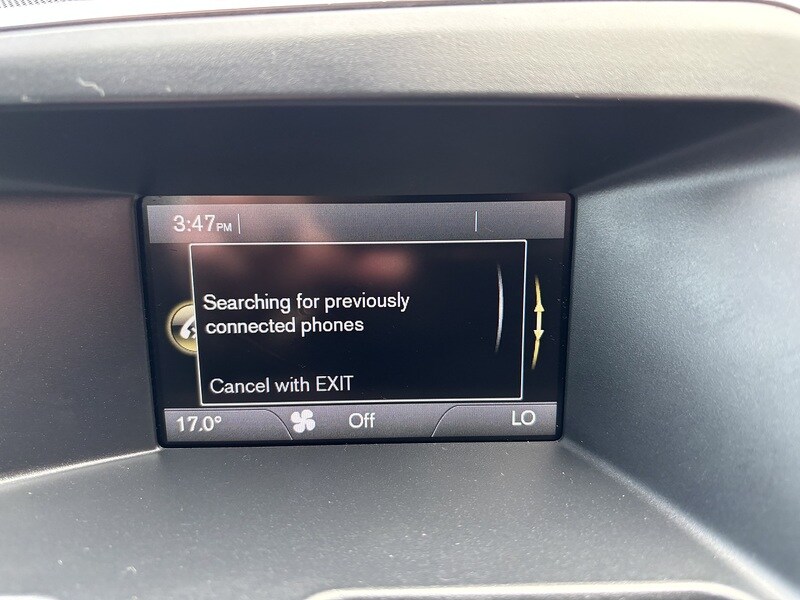 3:47PM
Searching for previously
connected phones
Cancel with EXIT
17.0° Off LO